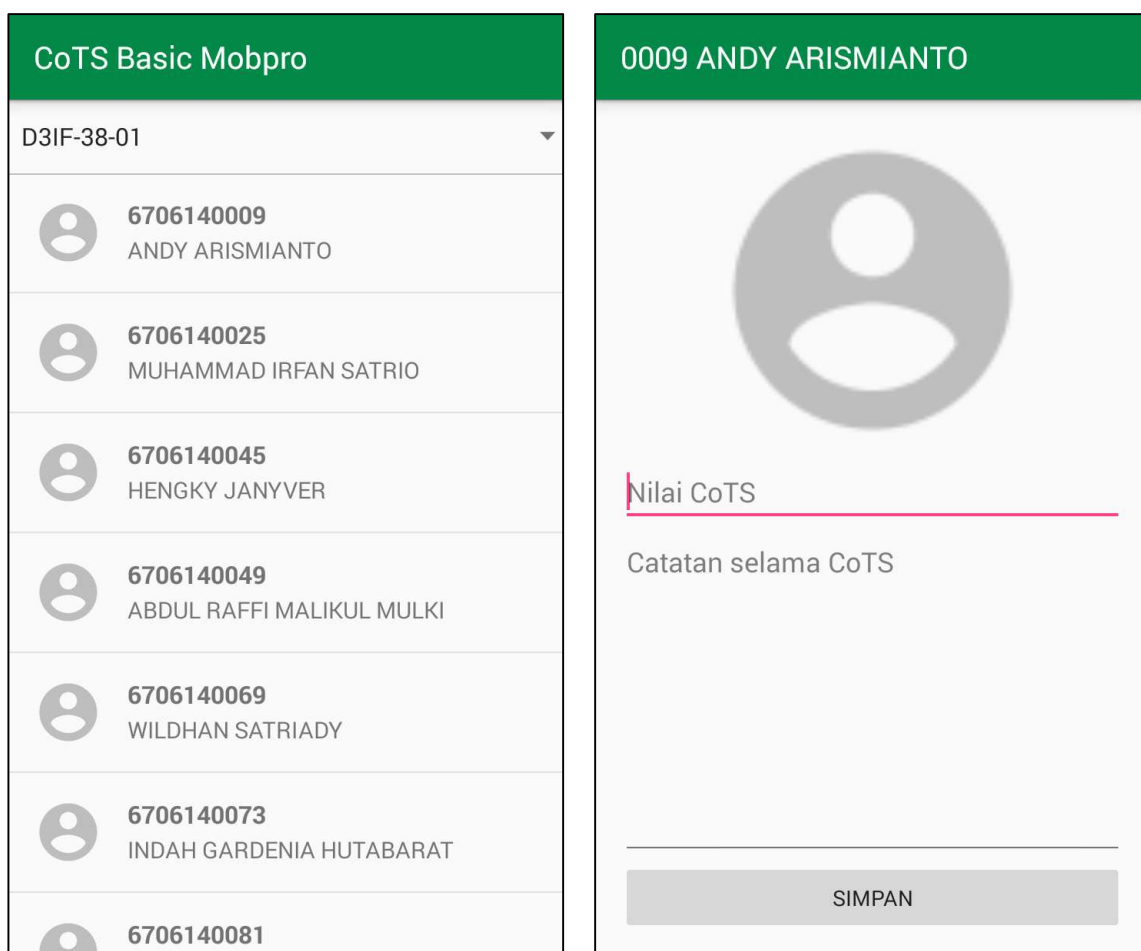 CoTS Basic Mobpro
D3IF-38-01
6706140009
ANDY ARISMIANTO
6706140025
MUHAMMAD IRFAN SATRIO
6706140045
HENGKY JANYVER
6706140049
ABDUL RAFFI MALIKUL MULKI
6706140069
WILDHAN SATRIADY
6706140073
INDAH GARDENIA HUTABARAT
6706140081
0009 ANDY ARISMIANTO
Nilai CoTS
Catatan selama CoTS
SIMPAN